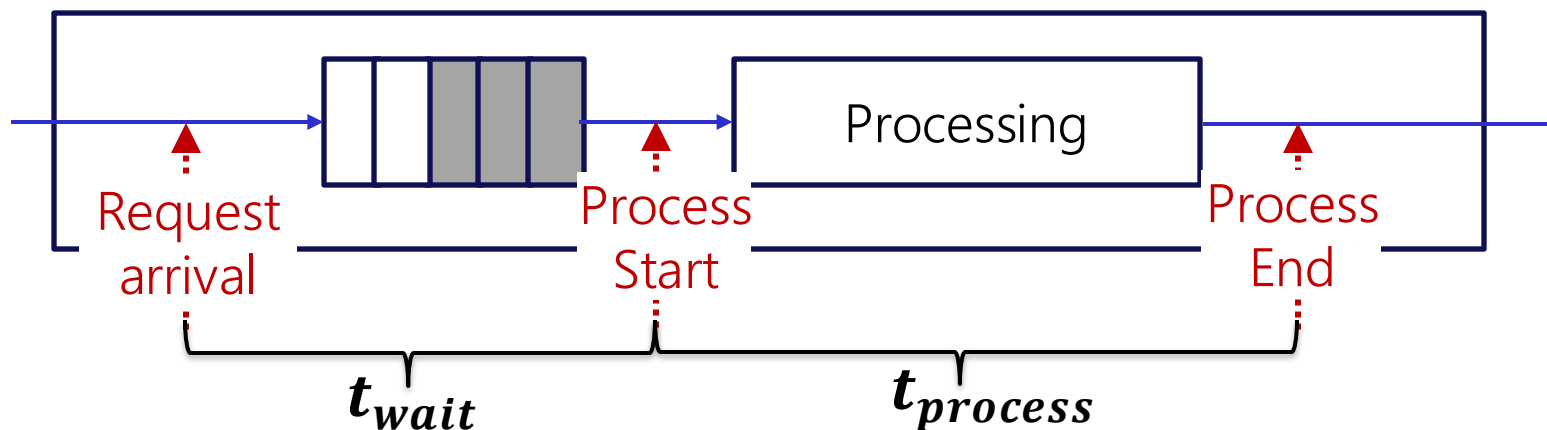 Processing
Request
arrival
Process
Start
Process
End
t_wait
t_process